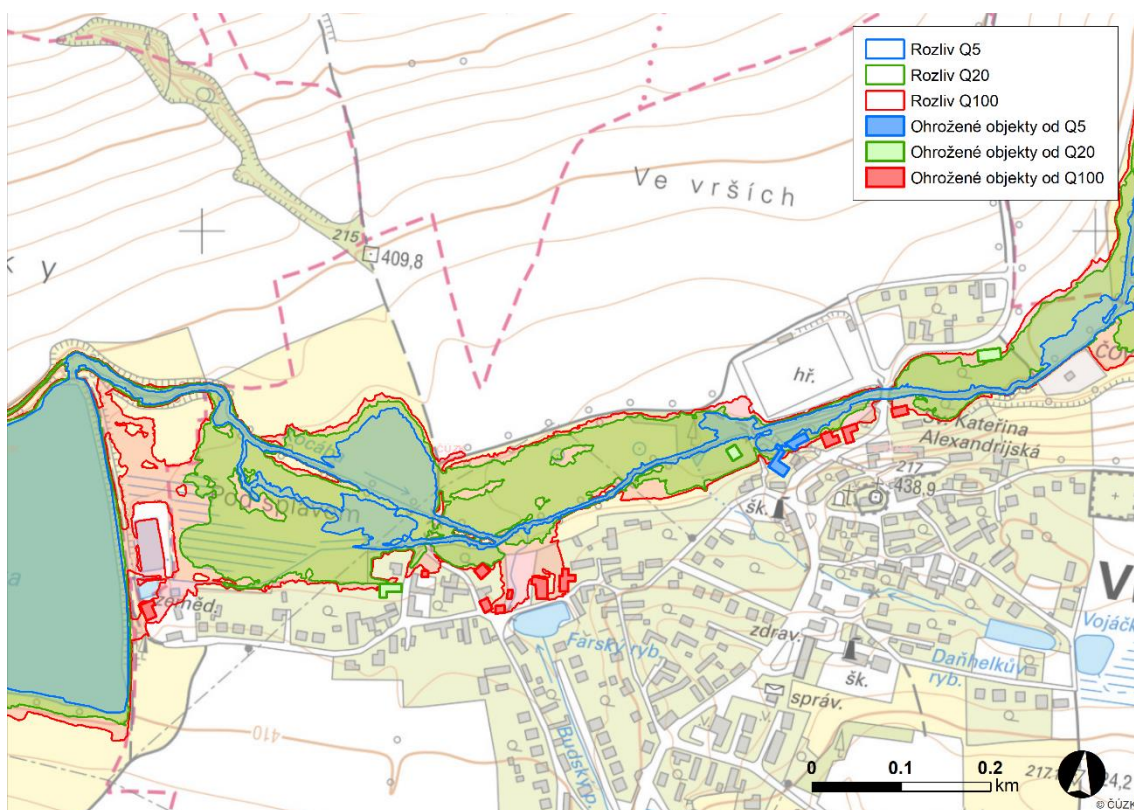 Rozliv Q5
Rozliv Q20
Rozliv Q100
Ohrožené objekty od Q5
Ohrožené objekty od Q20
Ohrožené objekty od Q100
Ve vrších
215
409,8
k y
hř.
Sv. Kateřina
Alexandrijská
217
438,9
Pod splavem
šk.
zeměd.
Farský ryb.
zdrav.
Daňhelkův
ryb.
šk.
správ.
Budský p.
410
0
0.1
0.2
km
© ČÚZK